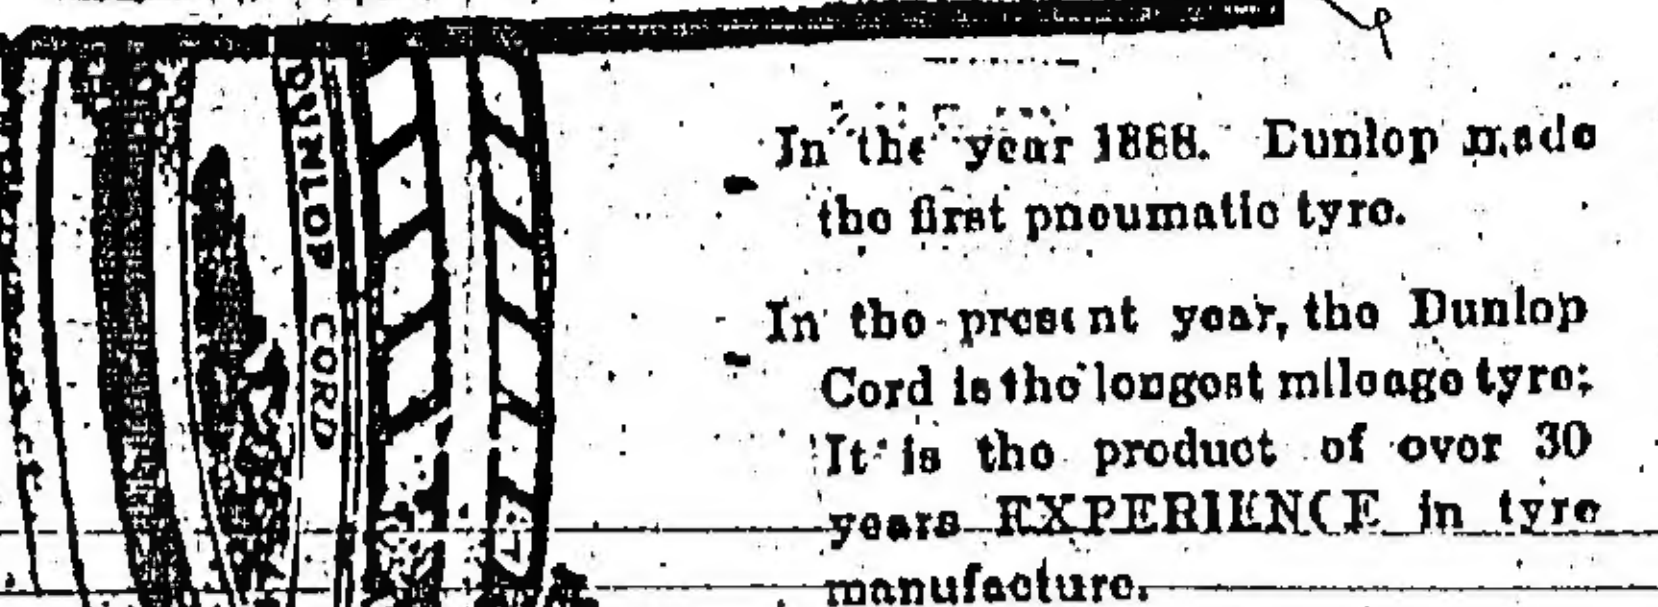 DUNLOP CORD
In the year 1888. Dunlop made
the first pneumatic tyre.
In the present year, the Dunlop
Cord is the longest mileage tyre;
It is the product of over 30
years EXPERIENCE in tyre
manufacture.